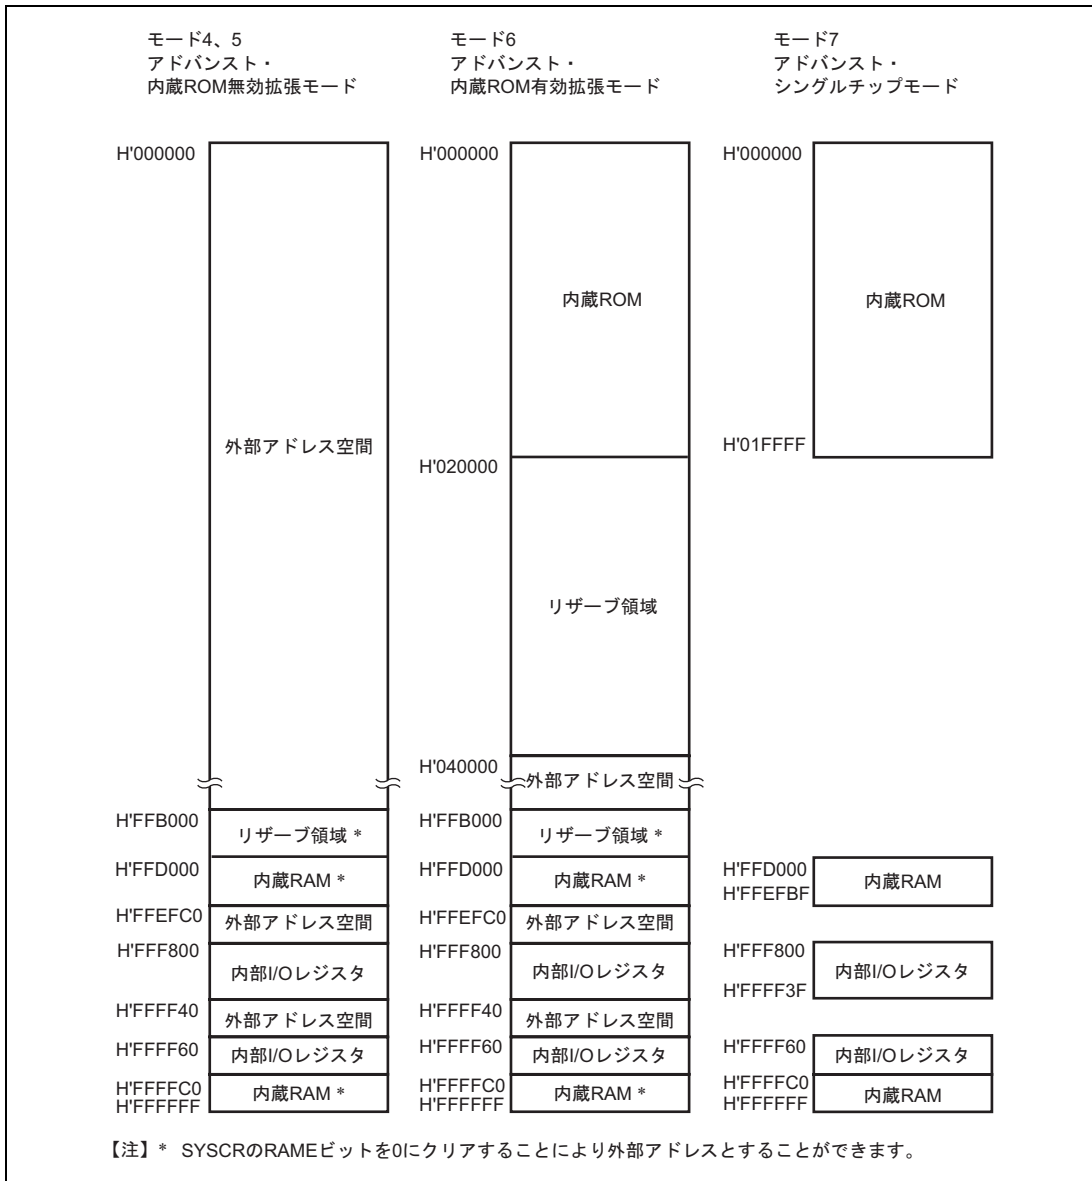 モード4、5
アドバンスト・
内蔵ROM無効拡張モード
H'000000
外部アドレス空間
H'FFB000
リザーブ領域 *
H'FFD000
内蔵RAM *
H'FFEFC0
外部アドレス空間
H'FFF800
内部I/Oレジスタ
H'FFFF40
外部アドレス空間
H'FFFF60
内部I/Oレジスタ
H'FFFFC0
内蔵RAM *
H'FFFFFF
モード6
アドバンスト・
内蔵ROM有効拡張モード
H'000000
内蔵ROM
H'020000
リザーブ領域
H'040000
外部アドレス空間
H'FFB000
リザーブ領域 *
H'FFD000
内蔵RAM *
H'FFEFC0
外部アドレス空間
H'FFF800
内部I/Oレジスタ
H'FFFF40
外部アドレス空間
H'FFFF60
内部I/Oレジスタ
H'FFFFC0
内蔵RAM *
H'FFFFFF
モード7
アドバンスト・
シングルチップモード
H'000000
内蔵ROM
H'01FFFF
H'FFD000
内蔵RAM
H'FFEFBF
H'FFF800
内部I/Oレジスタ
H'FFFF3F
H'FFFF60
内部I/Oレジスタ
H'FFFFC0
内蔵RAM
H'FFFFFF
【注】* SYSCRのRAMEビットを0にクリアすることにより外部アドレスとすることができます。